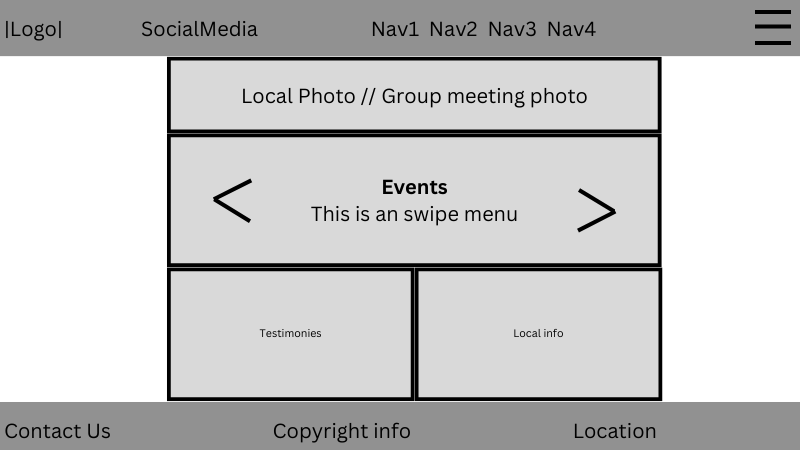 |Logo| SocialMedia Nav1 Nav2 Nav3 Nav4
Local Photo // Group meeting photo
Events
This is an swipe menu
Testimonies
Local info
Contact Us Copyright info Location